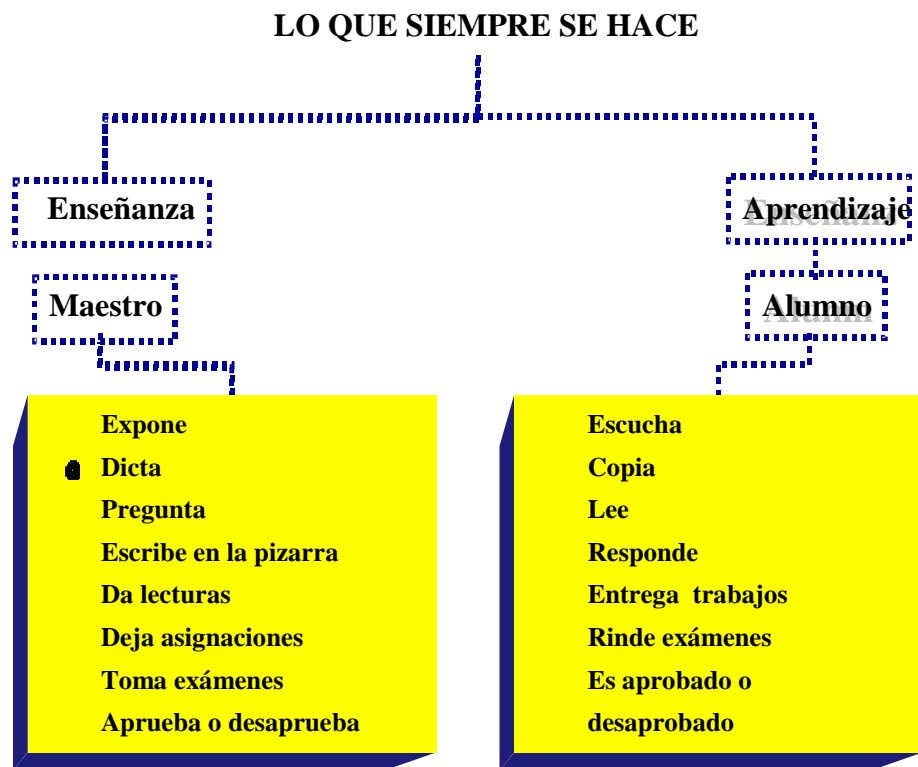 LO QUE SIEMPRE SE HACE
Enseñanza
Maestro
Expone
Dicta
Pregunta
Escribe en la pizarra
Da lecturas
Deja asignaciones
Toma exámenes
Aprueba o desaprueba
Aprendizaje
Alumno
Escucha
Copia
Lee
Responde
Entrega trabajos
Rinde exámenes
Es aprobado o
desaprobado